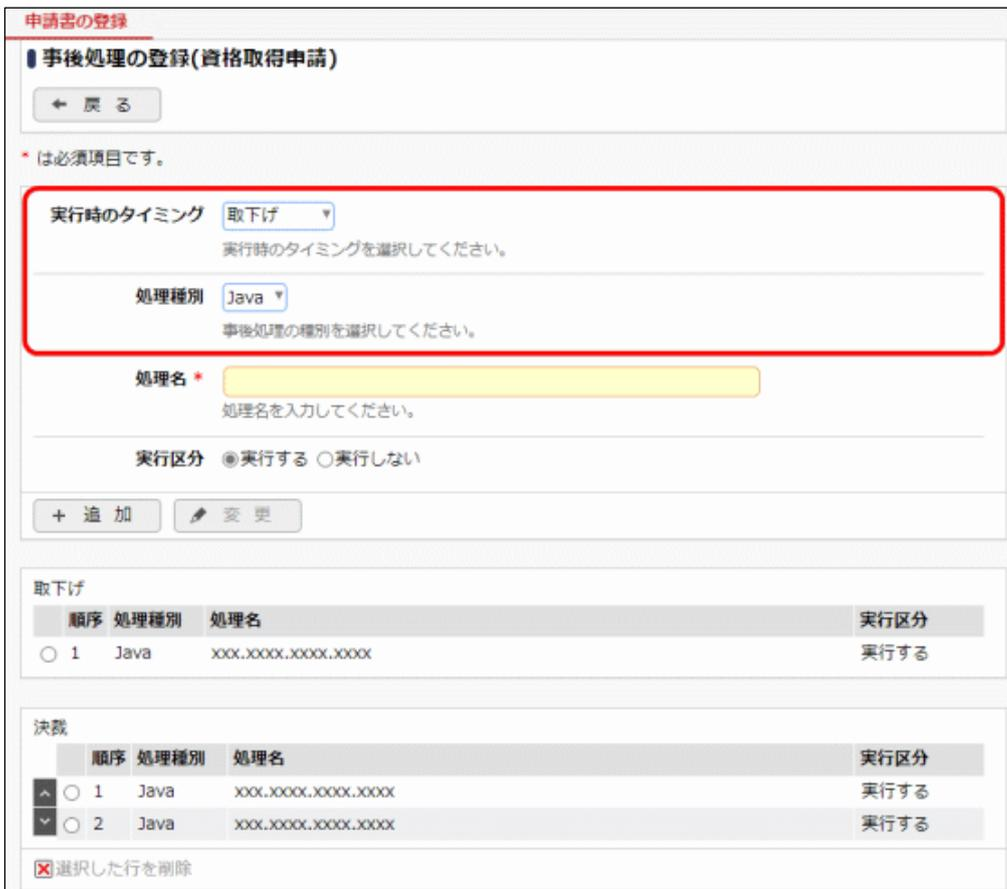 申請書の登録
事後処理の登録(資格取得申請)
← 戻 る
* は必須項目です。
実行時のタイミング 取下げ
実行時のタイミングを選択してください。
処理種別 Java
事後処理の種別を選択してください。
処理名 *
処理名を入力してください。
実行区分 実行する 実行しない
+ 追 加 変 更
取下げ
順序 処理種別 処理名 実行区分
1 Java xxx.xxxx.xxxx.xxxx 実行する
決裁
順序 処理種別 処理名 実行区分
1 Java xxx.xxxx.xxxx.xxxx 実行する
2 Java xxx.xxxx.xxxx.xxxx 実行する
選択した行を削除